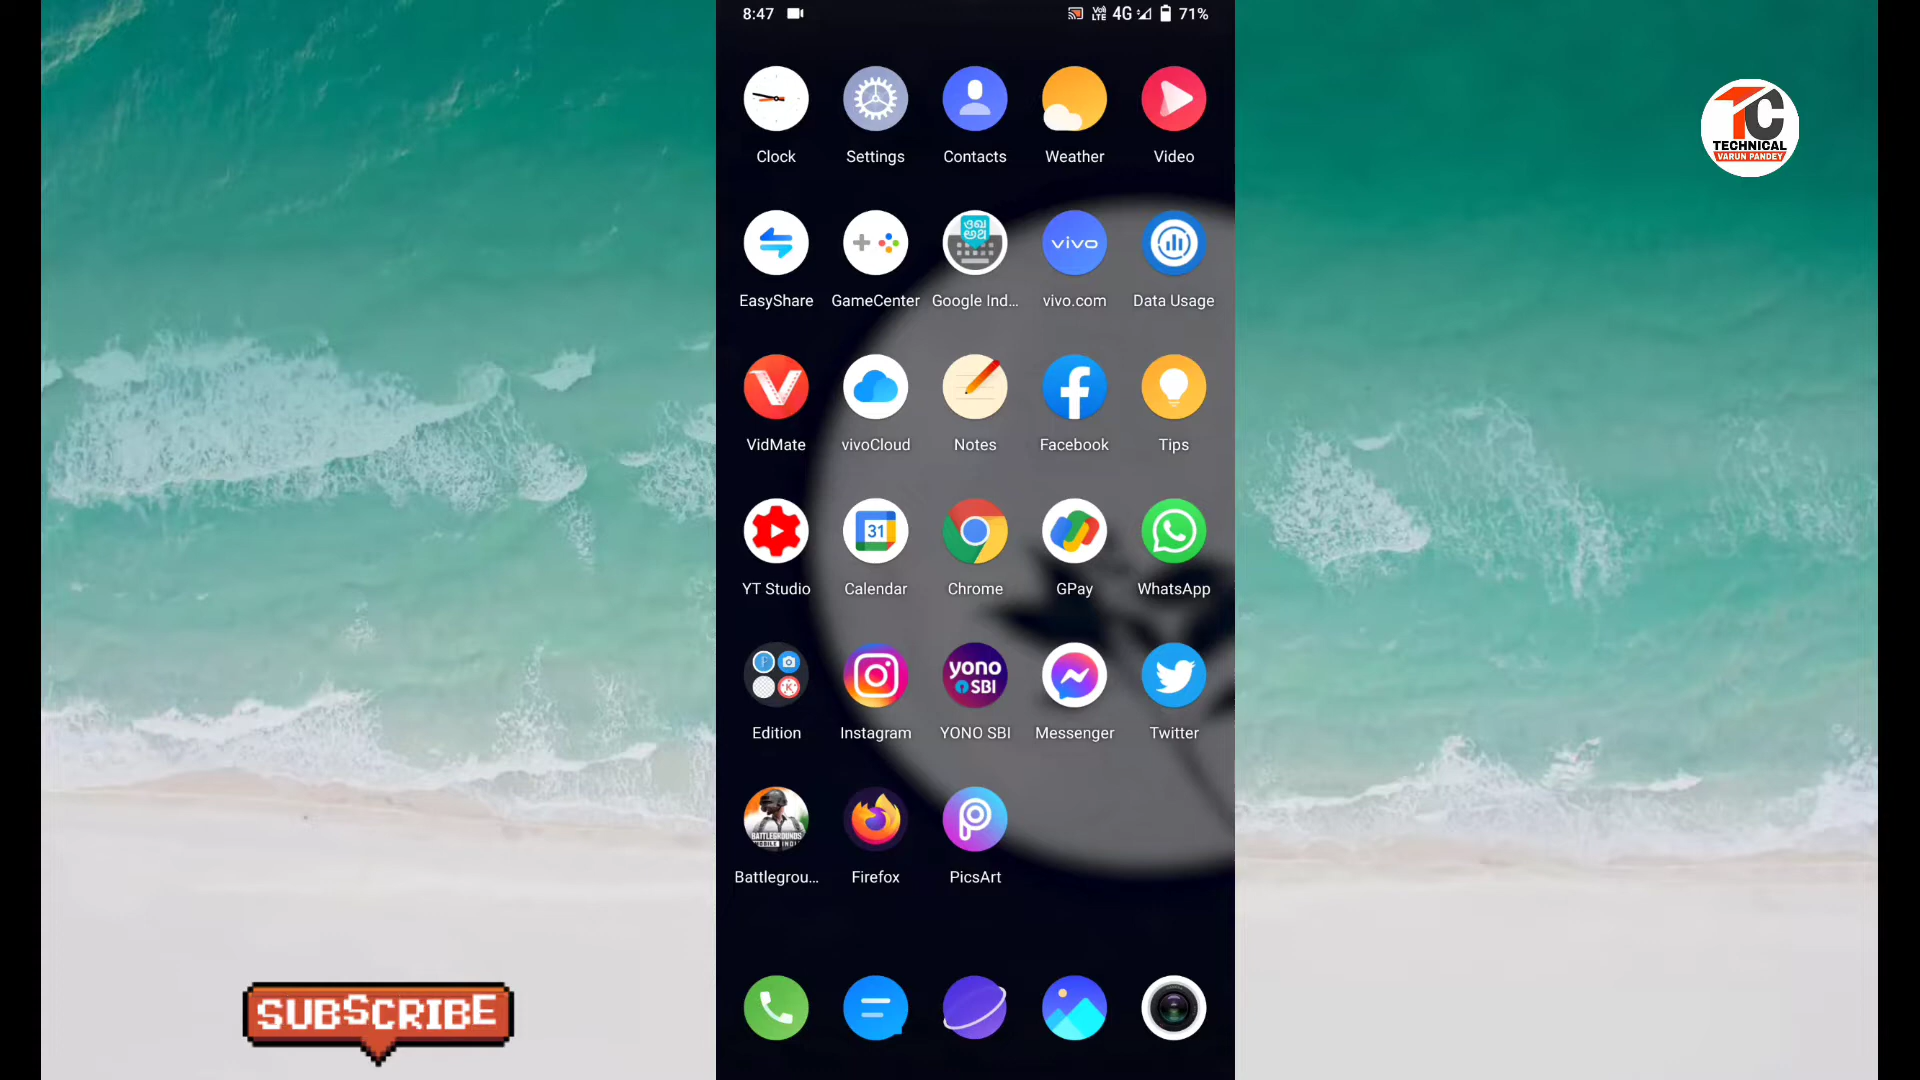 8:47 4G 71%
TC
TECHNICAL
VARUN PANDEY
Clock Settings Contacts Weather Video
vivo
EasyShare GameCenter Google Ind... vivo.com Data Usage
VidMate vivoCloud Notes Facebook Tips
31
YT Studio Calendar Chrome GPay WhatsApp
yono
SBI
Edition Instagram YONO SBI Messenger Twitter
BATTLEGROUNDS
Battlegrou... Firefox PicsArt
SUBSCRIBE